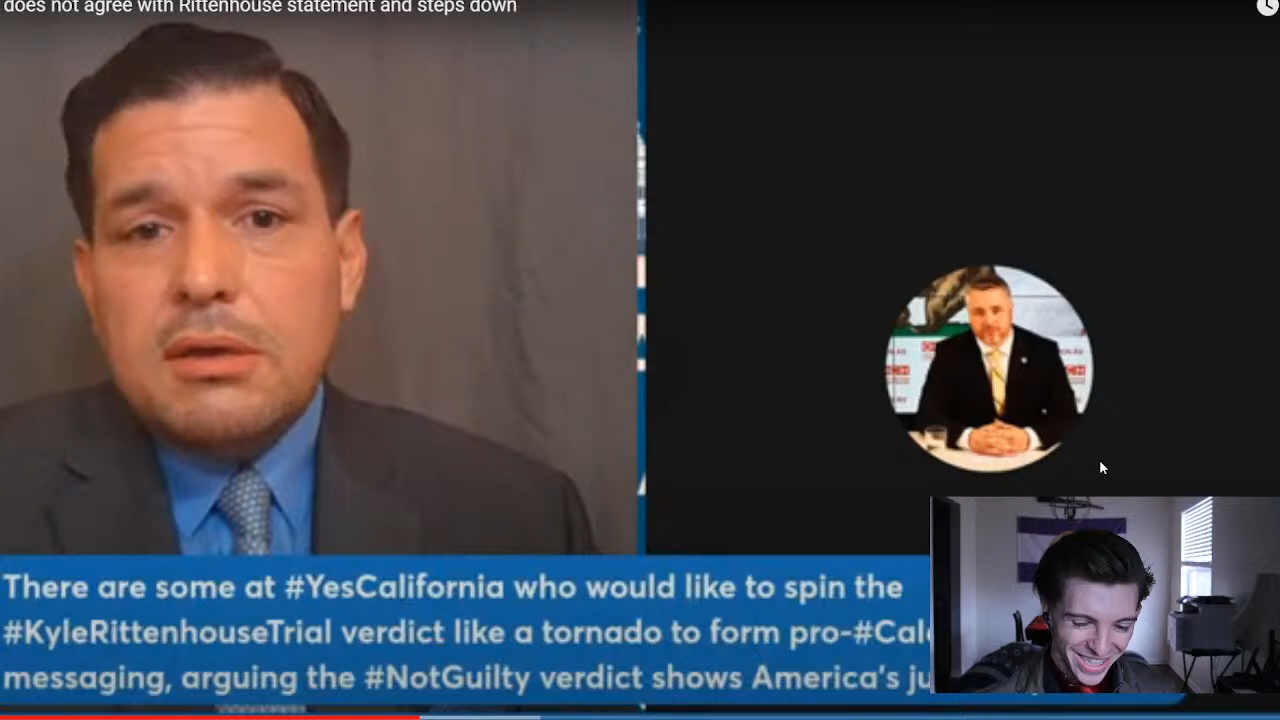 does not agree with Rittenhouse statement and steps down
There are some at #YesCalifornia who would like to spin the
#KyleRittenhouseTrial verdict like a tornado to form pro-#Cal
messaging, arguing the #NotGuilty verdict shows America's ju